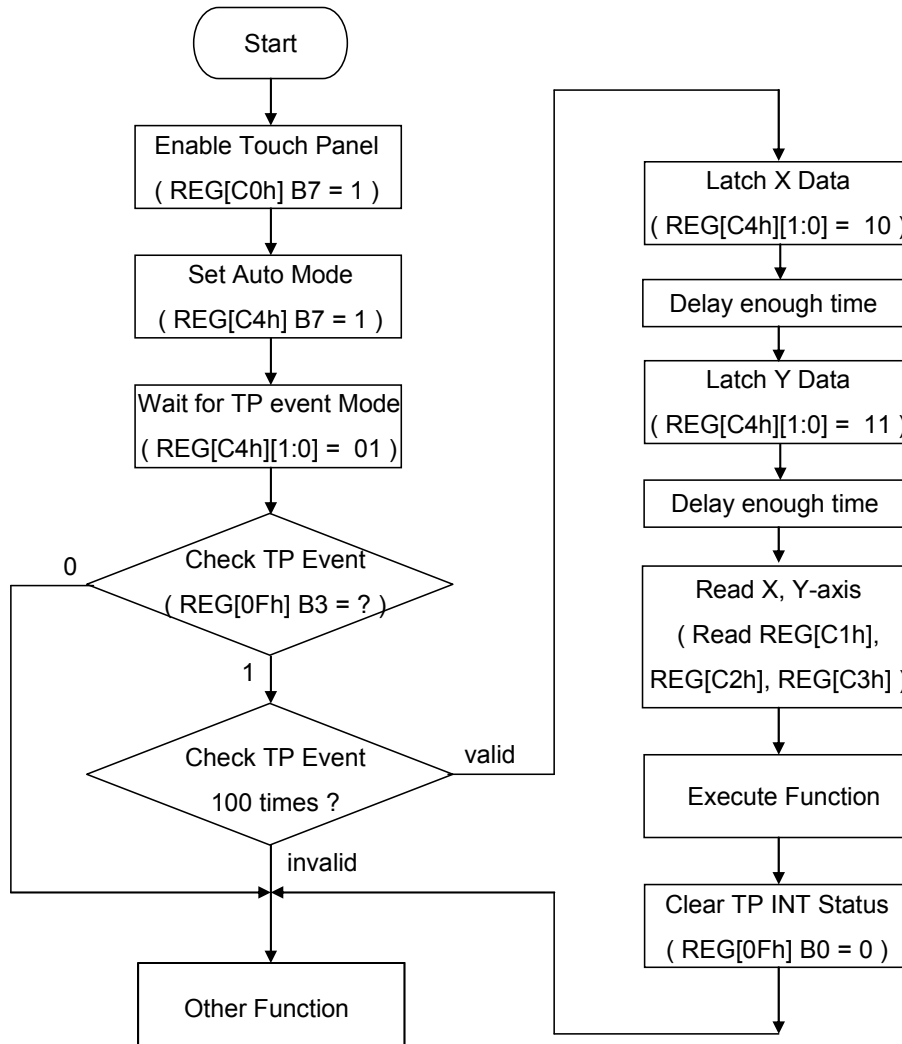 Start
Enable Touch Panel
( REG[C0h] B7 = 1 )
Set Auto Mode
( REG[C4h] B7 = 1 )
Wait for TP event Mode
( REG[C4h][1:0] = 01 )
0
Check TP Event
( REG[0Fh] B3 = ? )
1
Check TP Event
100 times ?
valid
invalid
Other Function
Latch X Data
( REG[C4h][1:0] = 10 )
Delay enough time
Latch Y Data
( REG[C4h][1:0] = 11 )
Delay enough time
Read X, Y-axis
( Read REG[C1h],
REG[C2h], REG[C3h] )
Execute Function
Clear TP INT Status
( REG[0Fh] B0 = 0 )